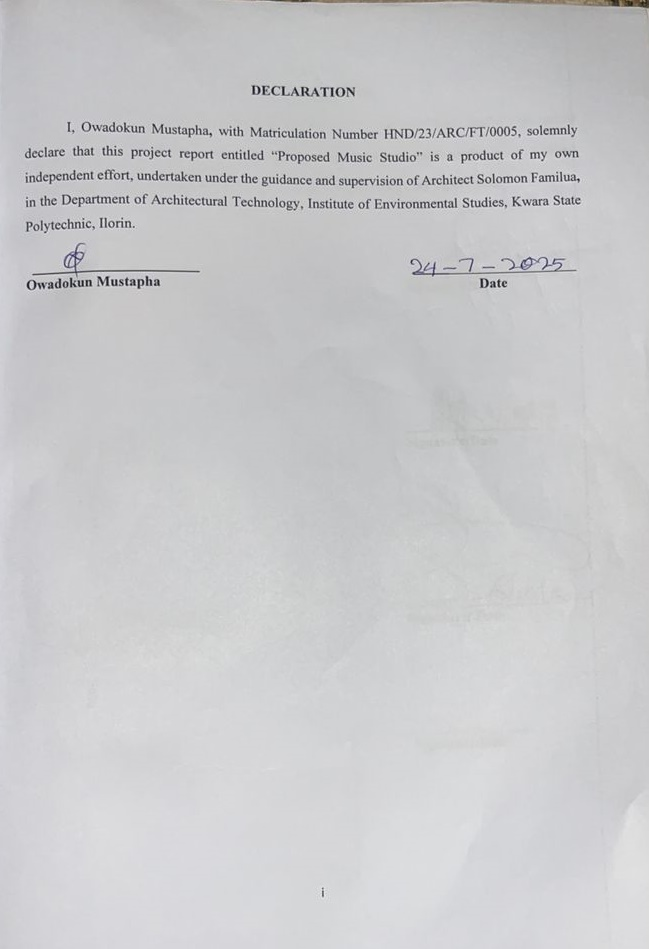 DECLARATION
I, Owadokun Mustapha, with Matriculation Number HND/23/ARC/FT/0005, solemnly
declare that this project report entitled “Proposed Music Studio” is a product of my own
independent effort, undertaken under the guidance and supervision of Architect Solomon Familua,
in the Department of Architectural Technology, Institute of Environmental Studies, Kwara State
Polytechnic, Ilorin.
24-7-2025
Owadokun Mustapha Date
i